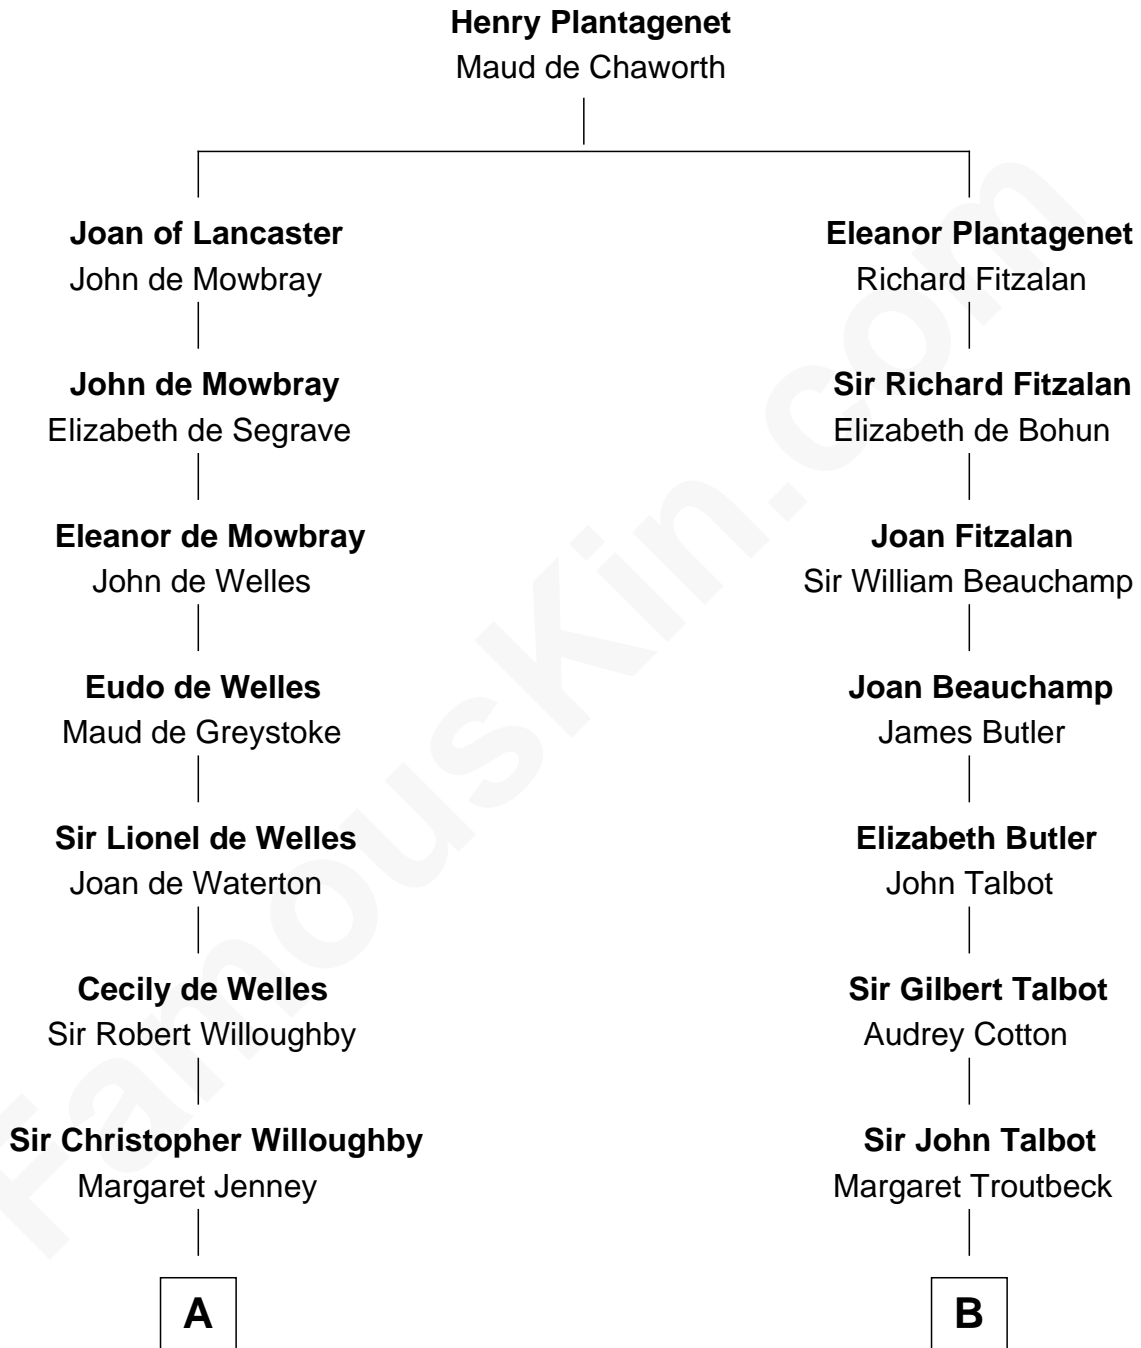 Henry Plantagenet
Maud de Chaworth
Joan of Lancaster
John de Mowbray
Eleanor Plantagenet
Richard Fitzalan
John de Mowbray
Elizabeth de Segrave
Sir Richard Fitzalan
Elizabeth de Bohun
Eleanor de Mowbray
John de Welles
Joan Fitzalan
Sir William Beauchamp
Eudo de Welles
Maud de Greystoke
Joan Beauchamp
James Butler
Sir Lionel de Welles
Joan de Waterton
Elizabeth Butler
John Talbot
Cecily de Welles
Sir Robert Willoughby
Sir Gilbert Talbot
Audrey Cotton
Sir Christopher Willoughby
Margaret Jenney
Sir John Talbot
Margaret Troutbeck
A
B
FamousKin.com